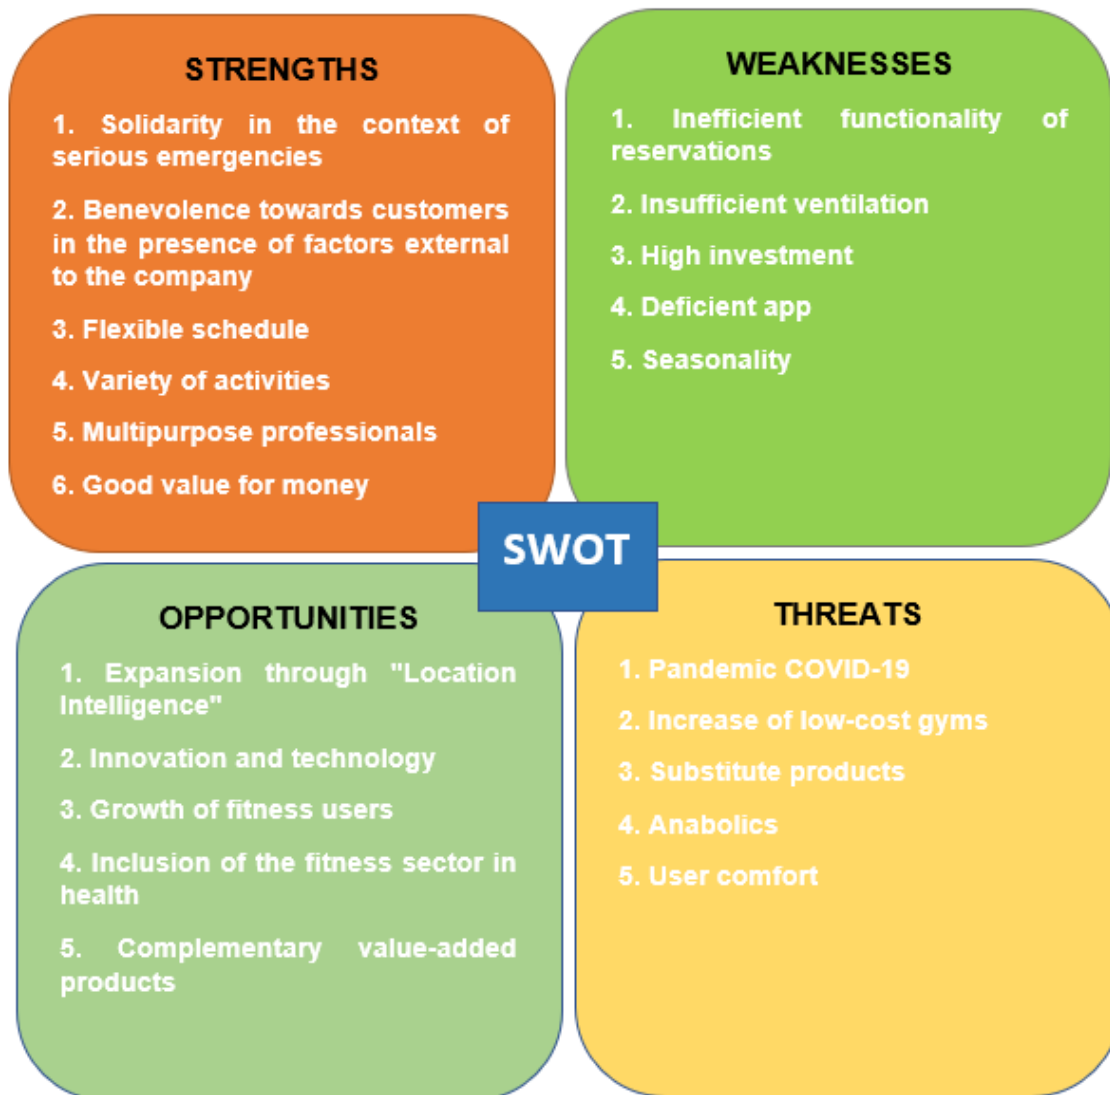 STRENGTHS
1. Solidarity in the context of
serious emergencies
2. Benevolence towards customers
in the presence of factors external
to the company
3. Flexible schedule
4. Variety of activities
5. Multipurpose professionals
6. Good value for money
WEAKNESSES
1. Inefficient functionality of
reservations
2. Insufficient ventilation
3. High investment
4. Deficient app
5. Seasonality
SWOT
OPPORTUNITIES
1. Expansion through "Location
Intelligence"
2. Innovation and technology
3. Growth of fitness users
4. Inclusion of the fitness sector in
health
5. Complementary value-added
products
THREATS
1. Pandemic COVID-19
2. Increase of low-cost gyms
3. Substitute products
4. Anabolics
5. User comfort